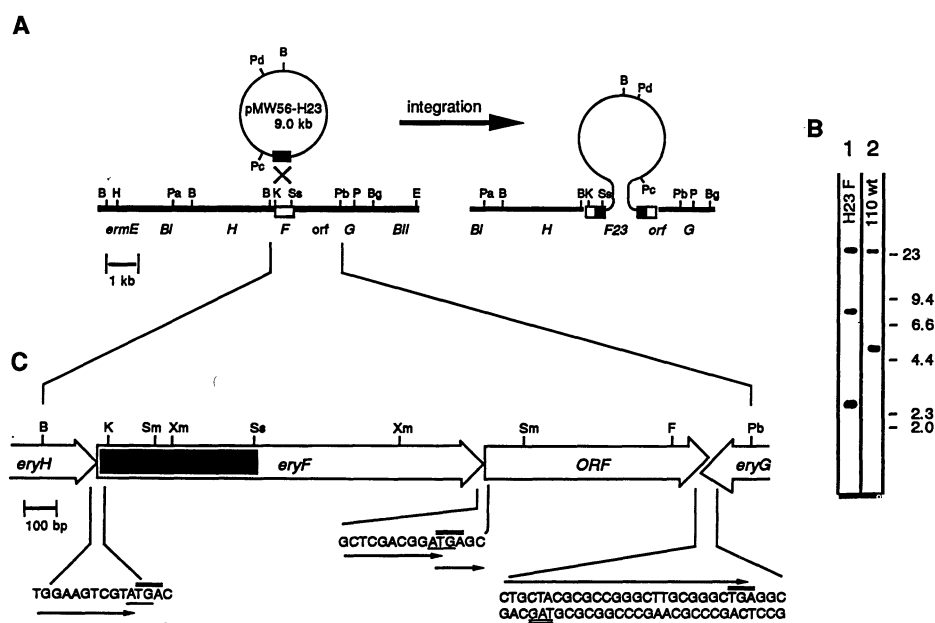 A
B
Pd
pMW56-H23
9.0 kb
Pc
integration
B
Pd
Pc
B H Pa B B K Ss Pb P Bg E
ermE BI H F orf G BII
1 kb
Pa B B K Ss Pb P Bg
BI H F23 orf G
B
1 2
H23 F
110 wt
23
9.4
6.6
4.4
2.3
2.0
C
B K Sm Xm Ss Xm Sm F Pb
eryH eryF ORF eryG
100 bp
TGGAAGTCGTATGAC
GCTCGACGGATGAGC
CTGCTACGCGCCGGGCTTGCGGGCTGAGGC
GACGATGCGCGGCCCGAACGCCCGACTCCG